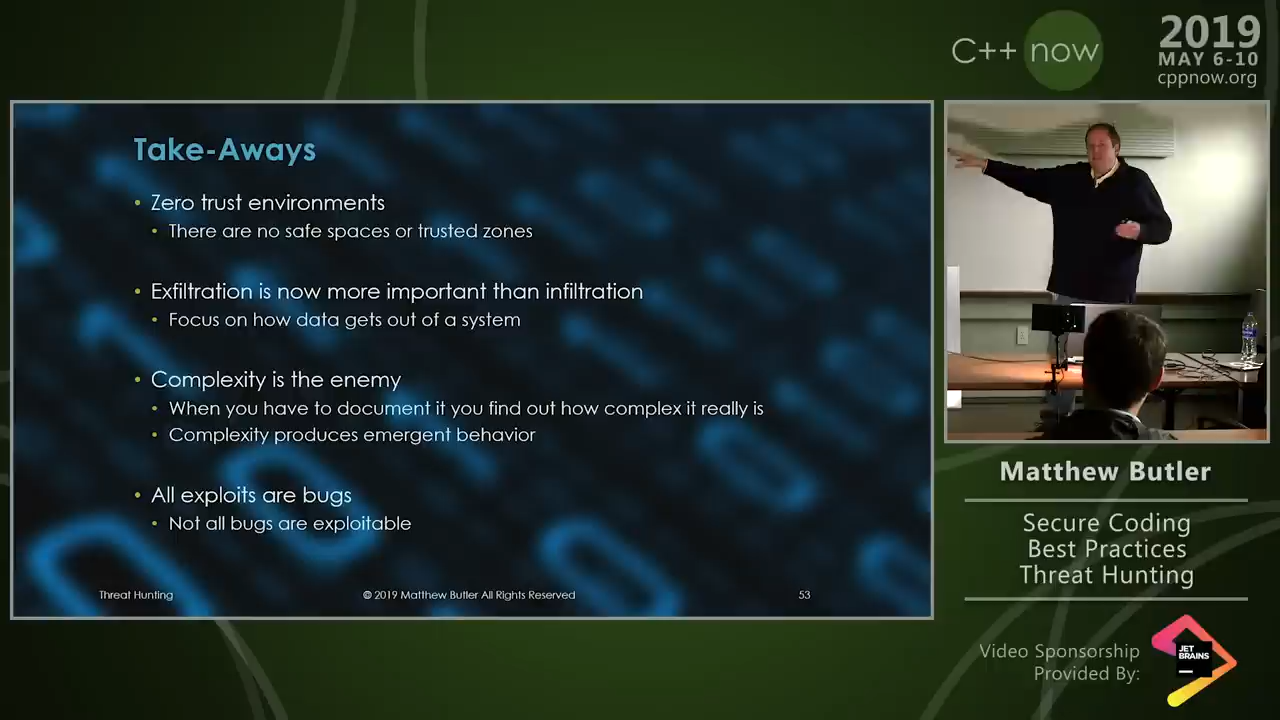 C++ now
2019
MAY 6-10
cppnow.org
Take-Aways
• Zero trust environments
• There are no safe spaces or trusted zones
• Exfiltration is now more important than infiltration
• Focus on how data gets out of a system
• Complexity is the enemy
• When you have to document it you find out how complex it really is
• Complexity produces emergent behavior
• All exploits are bugs
• Not all bugs are exploitable
Threat Hunting
© 2019 Matthew Butler All Rights Reserved
53
Matthew Butler
Secure Coding
Best Practices
Threat Hunting
Video Sponsorship
Provided By:
JET
BRAINS